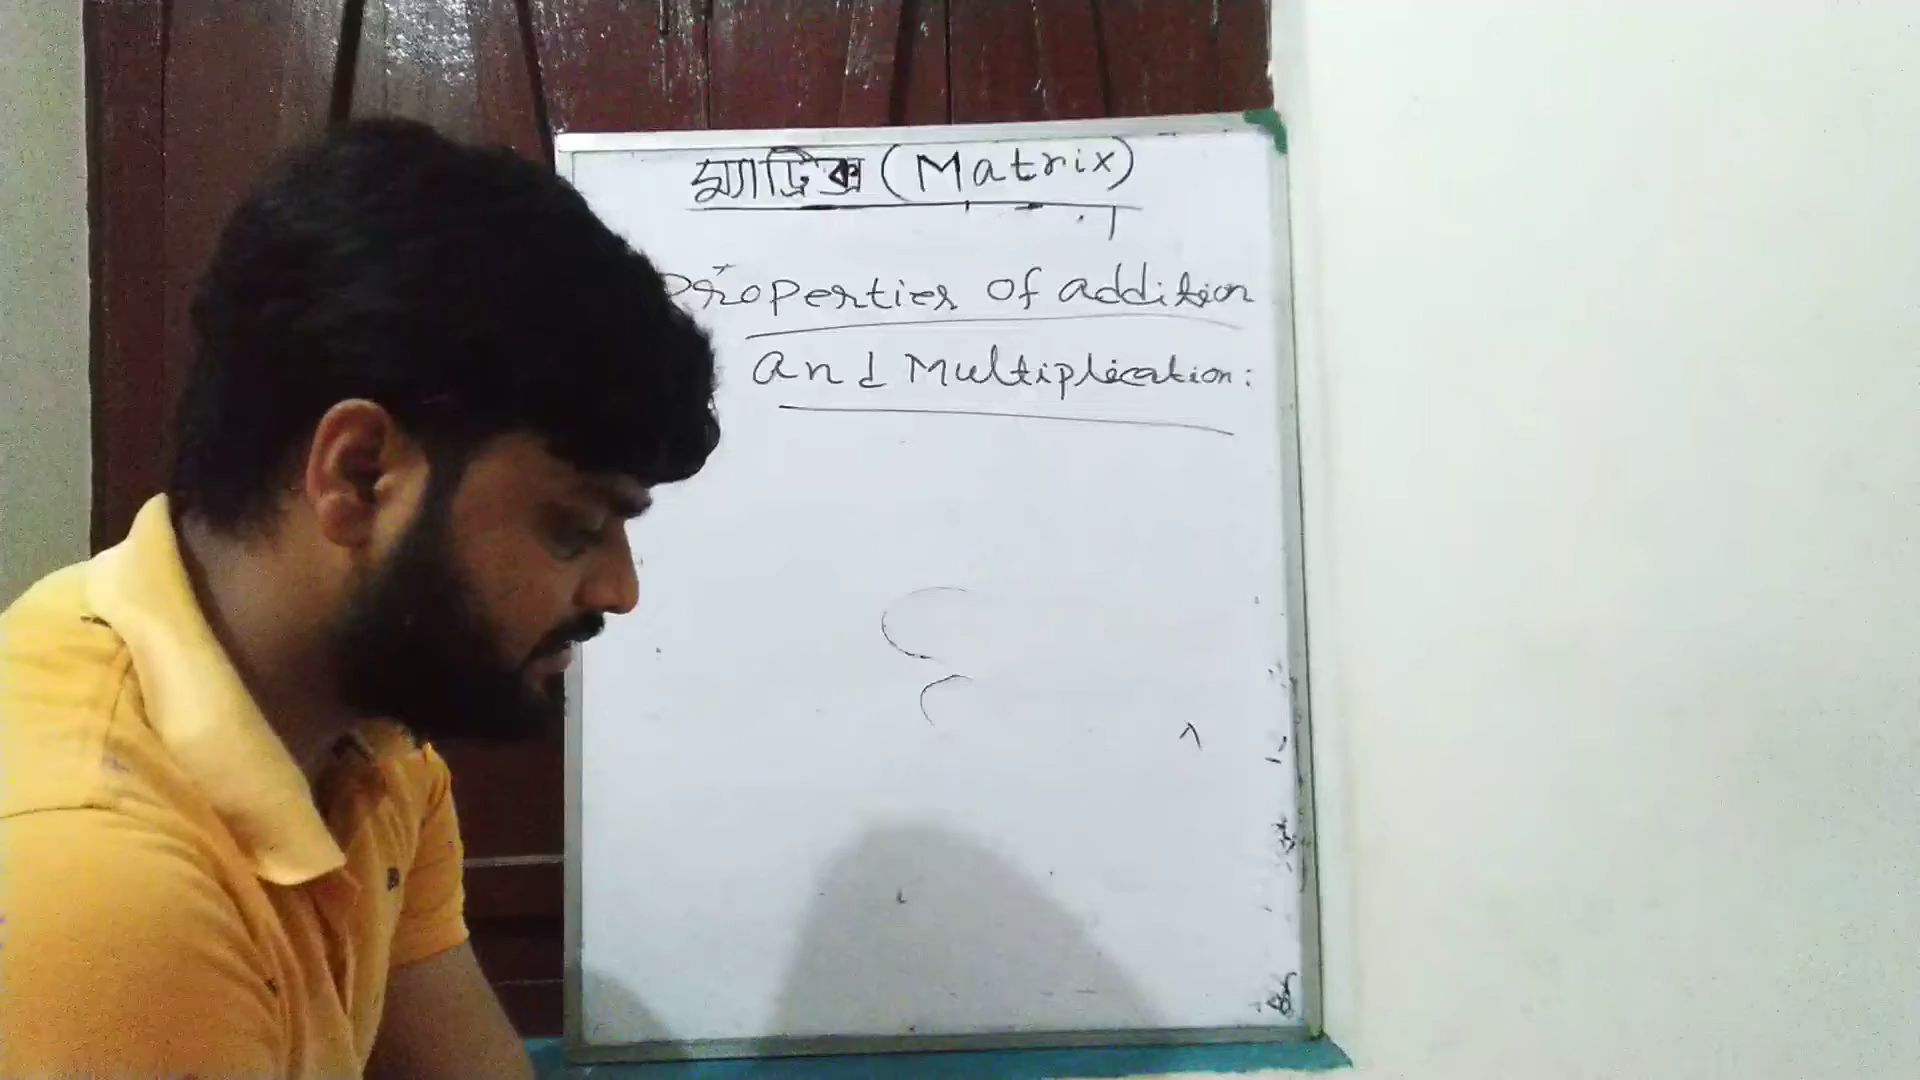 ম্যাট্রিক্স (Matrix)
Properties of addition
and Multiplication: